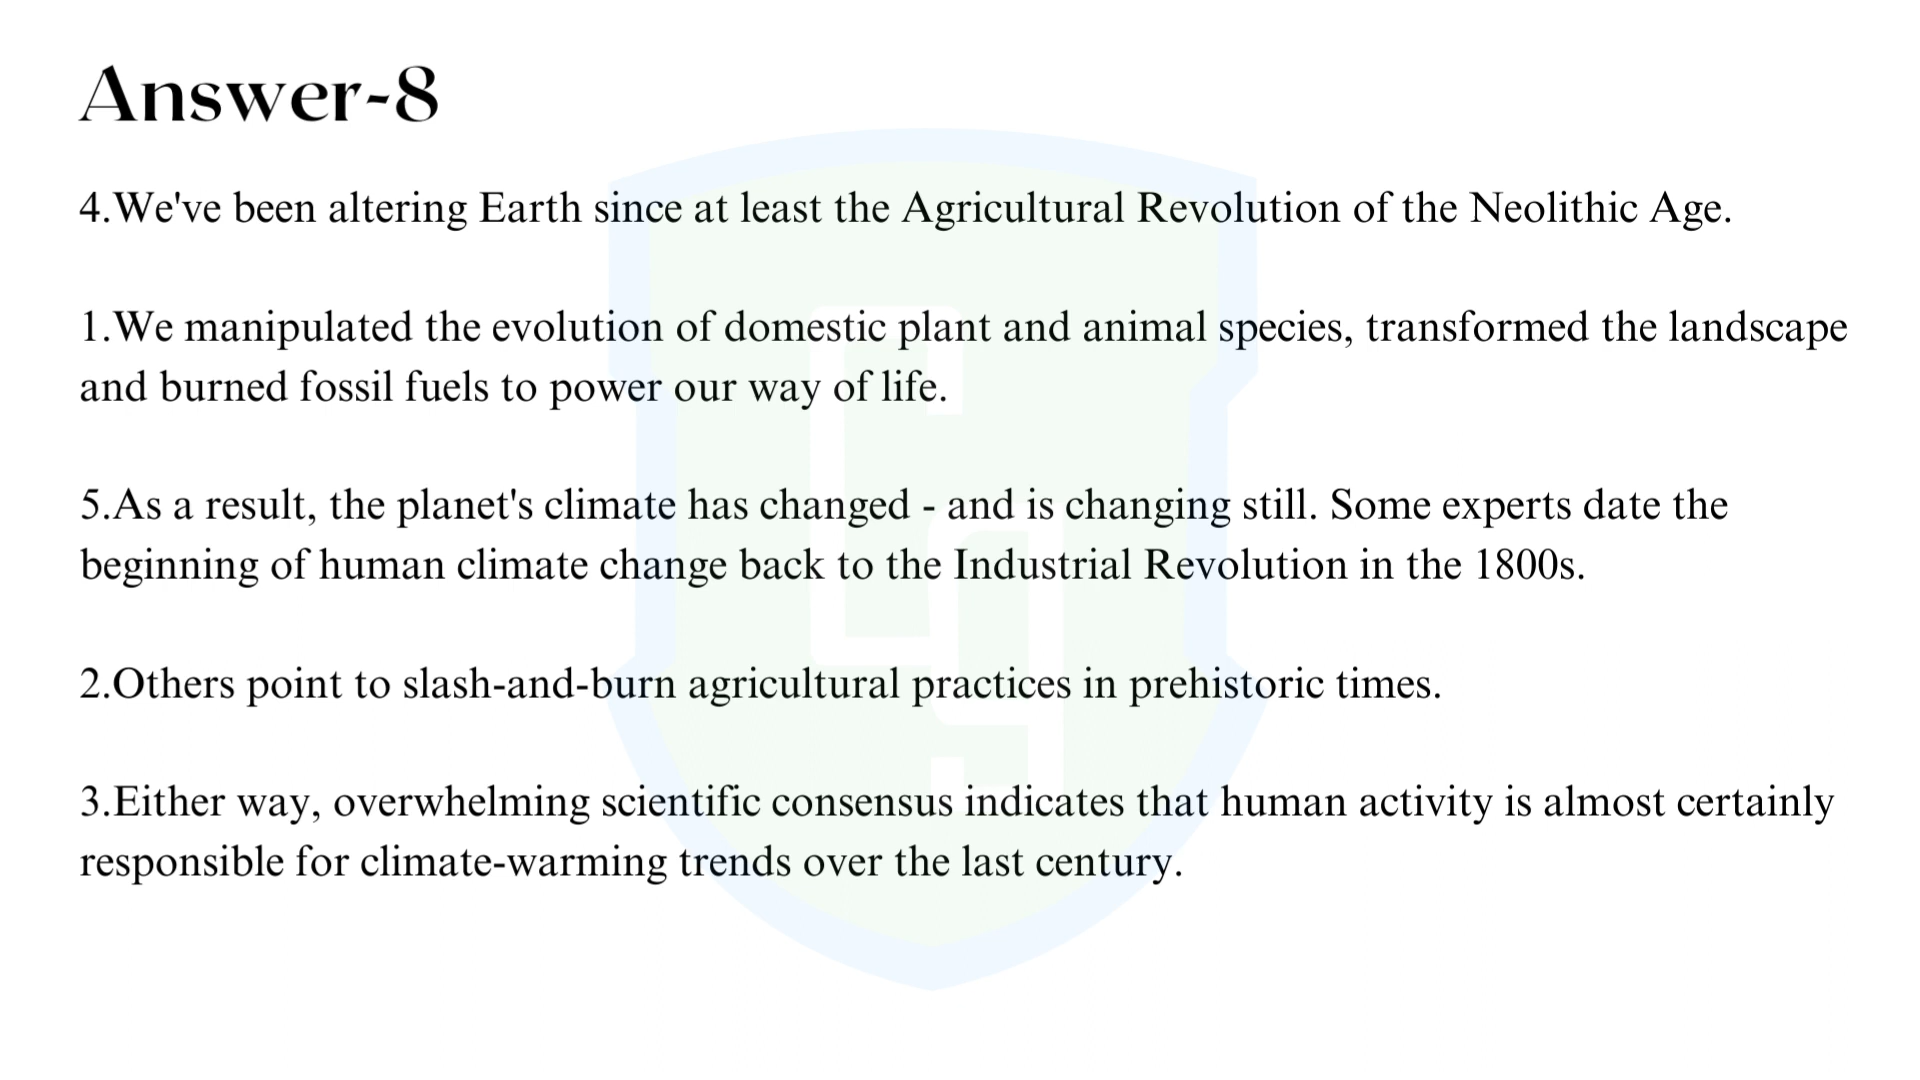 Answer-8
4.We've been altering Earth since at least the Agricultural Revolution of the Neolithic Age.
1.We manipulated the evolution of domestic plant and animal species, transformed the landscape
and burned fossil fuels to power our way of life.
5.As a result, the planet's climate has changed - and is changing still. Some experts date the
beginning of human climate change back to the Industrial Revolution in the 1800s.
2.Others point to slash-and-burn agricultural practices in prehistoric times.
3.Either way, overwhelming scientific consensus indicates that human activity is almost certainly
responsible for climate-warming trends over the last century.